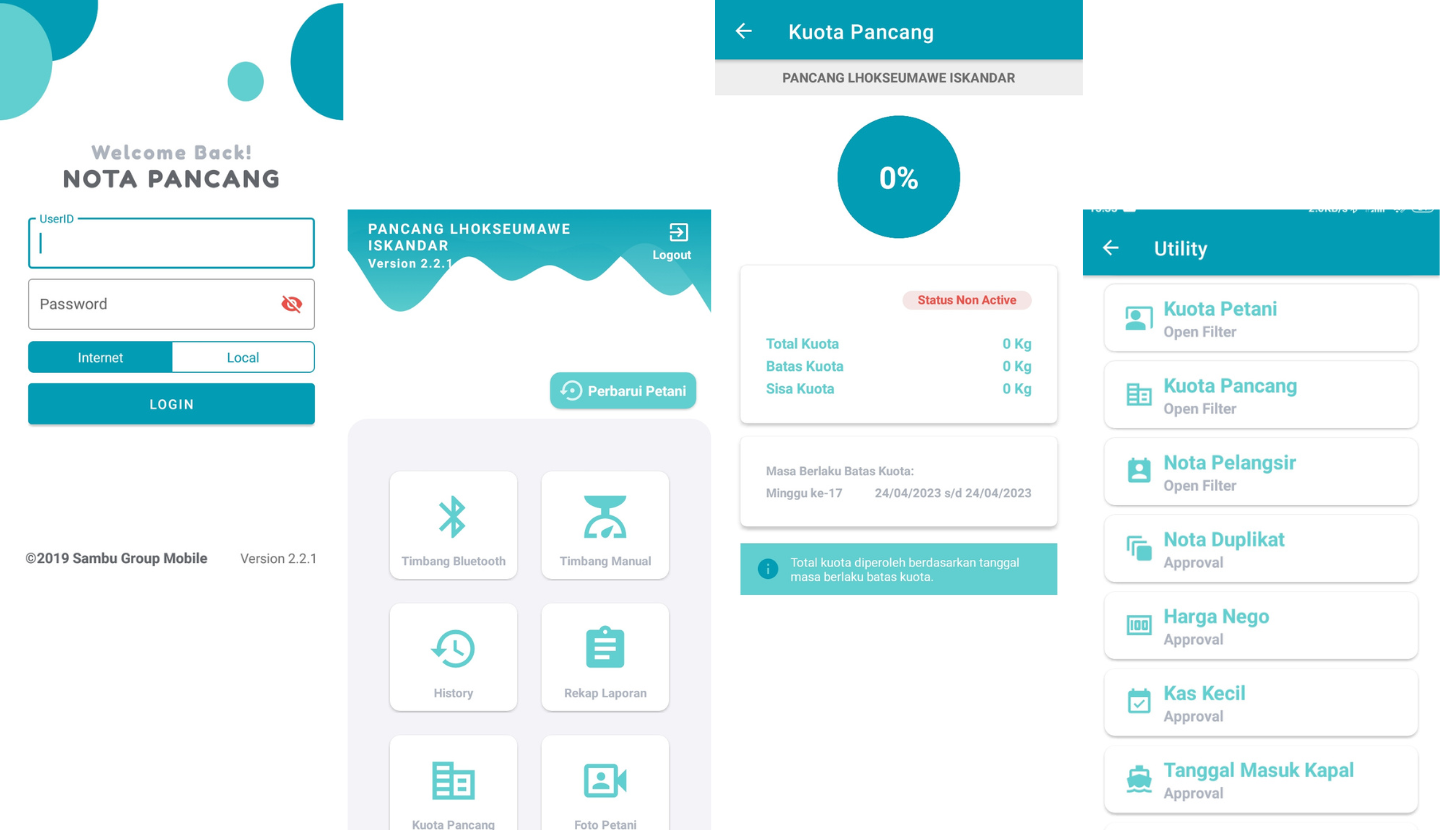 Welcome Back!
NOTA PANCANG
UserID
Password
Internet
Local
LOGIN
©2019 Sambu Group Mobile
Version 2.2.1
PANCANG LHOKSEUMAWE
ISKANDAR
Version 2.2.1
Logout
Perbarui Petani
Timbang Bluetooth
Timbang Manual
History
Rekap Laporan
Kuota Pancang
Foto Petani
Kuota Pancang
PANCANG LHOKSEUMAWE ISKANDAR
0%
Status Non Active
Total Kuota 0 Kg
Batas Kuota 0 Kg
Sisa Kuota 0 Kg
Masa Berlaku Batas Kuota:
Minggu ke-17 24/04/2023 s/d 24/04/2023
Total kuota diperoleh berdasarkan tanggal
masa berlaku batas kuota.
Utility
Kuota Petani
Open Filter
Kuota Pancang
Open Filter
Nota Pelangsir
Open Filter
Nota Duplikat
Approval
Harga Nego
Approval
Kas Kecil
Approval
Tanggal Masuk Kapal
Approval